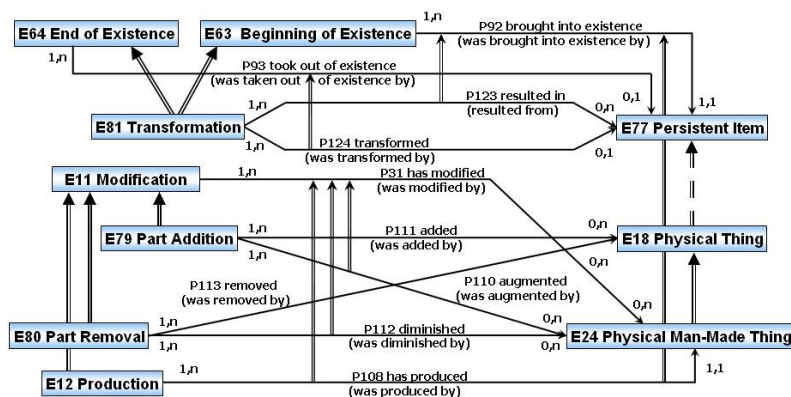 E64 End of Existence
E63 Beginning of Existence
1,n
P92 brought into existence
(was brought into existence by)
1,n
P93 took out of existence
(was taken out of existence by)
1,n
P123 resulted in
(resulted from)
0,n
0,1
1,1
E81 Transformation
E77 Persistent Item
1,n
P124 transformed
(was transformed by)
0,1
E11 Modification
1,n
P31 has modified
(was modified by)
E79 Part Addition
1,n
P111 added
(was added by)
0,n
E18 Physical Thing
1,n
0,n
P113 removed
(was removed by)
P110 augmented
(was augmented by)
0,n
0,n
1,n
E80 Part Removal
P112 diminished
(was diminished by)
1,n
0,n
E24 Physical Man-Made Thing
E12 Production
1,n
P108 has produced
(was produced by)
1,1